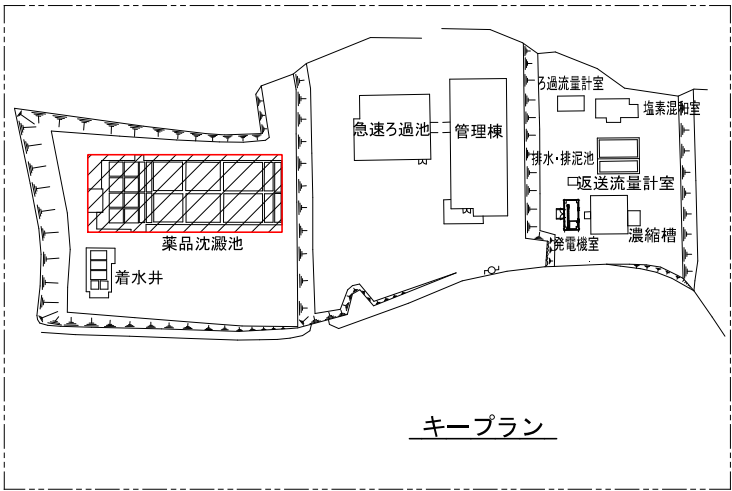 ろ過流量計室
塩素混和室
急速ろ過池
管理棟
排水・排泥池
返送流量計室
薬品沈澱池
発電機室
濃縮槽
着水井
キープラン